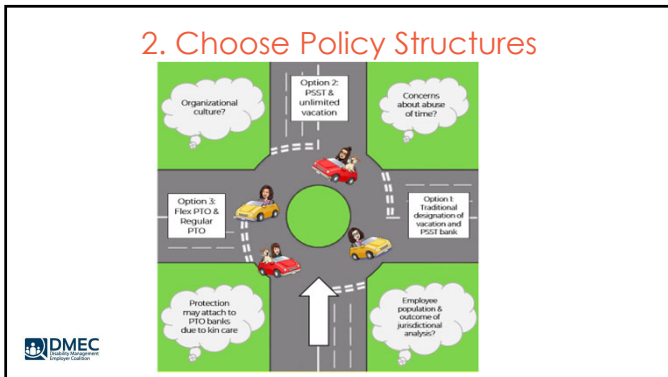 2. Choose Policy Structures
Organizational
culture?
Option 2:
PSST &
unlimited
vacation
Concerns
about abuse
of time?
Option 3:
Flex PTO &
Regular
PTO
Option 1:
Traditional
designation of
vacation and
PSST bank
Protection
may attach to
PTO banks
due to kin care
Employee
population &
outcome of
jurisdictional
analysis?
DMEC
Disability Management
Employer Coalition